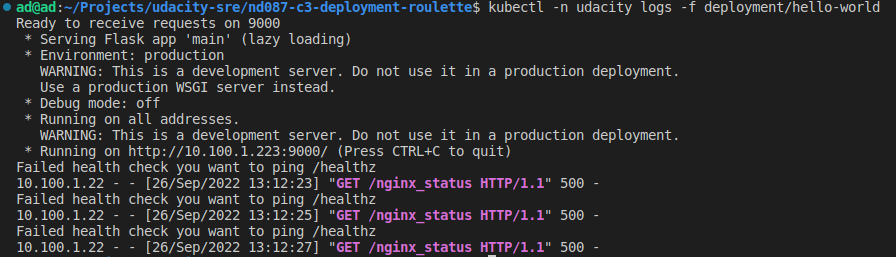 ad@ad:~/Projects/udacity-sre/nd087-c3-deployment-roulette$ kubectl -n udacity logs -f deployment/hello-world
Ready to receive requests on 9000
 * Serving Flask app 'main' (lazy loading)
 * Environment: production
   WARNING: This is a development server. Do not use it in a production deployment.
   Use a production WSGI server instead.
 * Debug mode: off
 * Running on all addresses.
   WARNING: This is a development server. Do not use it in a production deployment.
 * Running on http://10.100.1.223:9000/ (Press CTRL+C to quit)
Failed health check you want to ping /healthz
10.100.1.22 - - [26/Sep/2022 13:12:23] "GET /nginx_status HTTP/1.1" 500 -
Failed health check you want to ping /healthz
10.100.1.22 - - [26/Sep/2022 13:12:25] "GET /nginx_status HTTP/1.1" 500 -
Failed health check you want to ping /healthz
10.100.1.22 - - [26/Sep/2022 13:12:27] "GET /nginx_status HTTP/1.1" 500 -